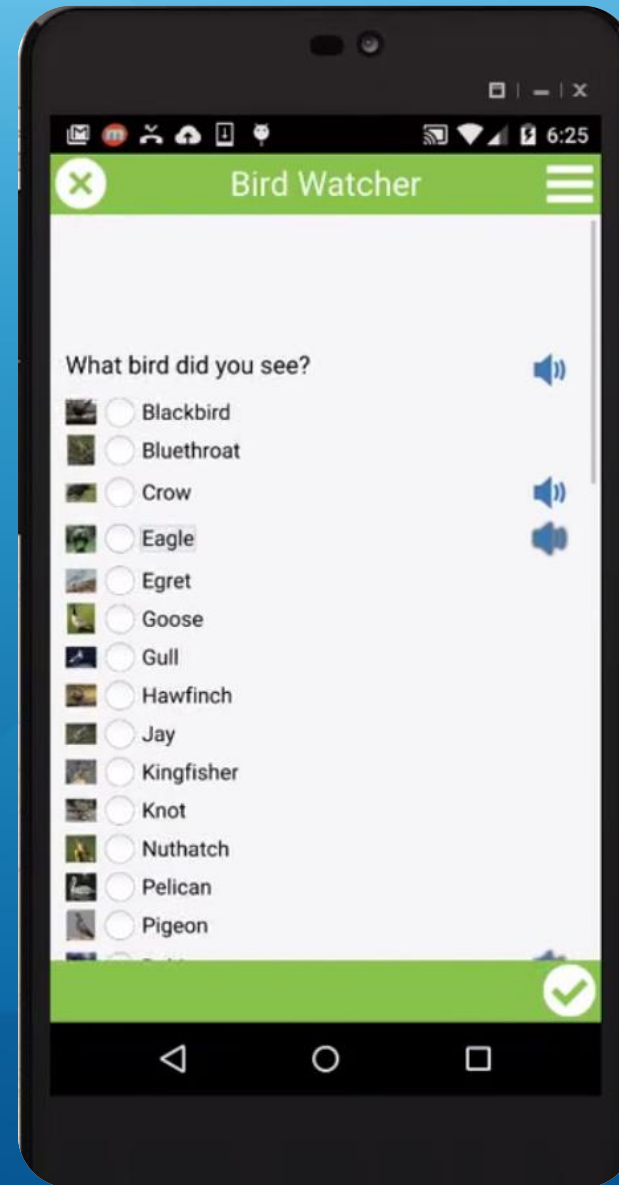 6:25
Bird Watcher
What bird did you see?
Blackbird
Bluethroat
Crow
Eagle
Egret
Goose
Gull
Hawfinch
Jay
Kingfisher
Knot
Nuthatch
Pelican
Pigeon